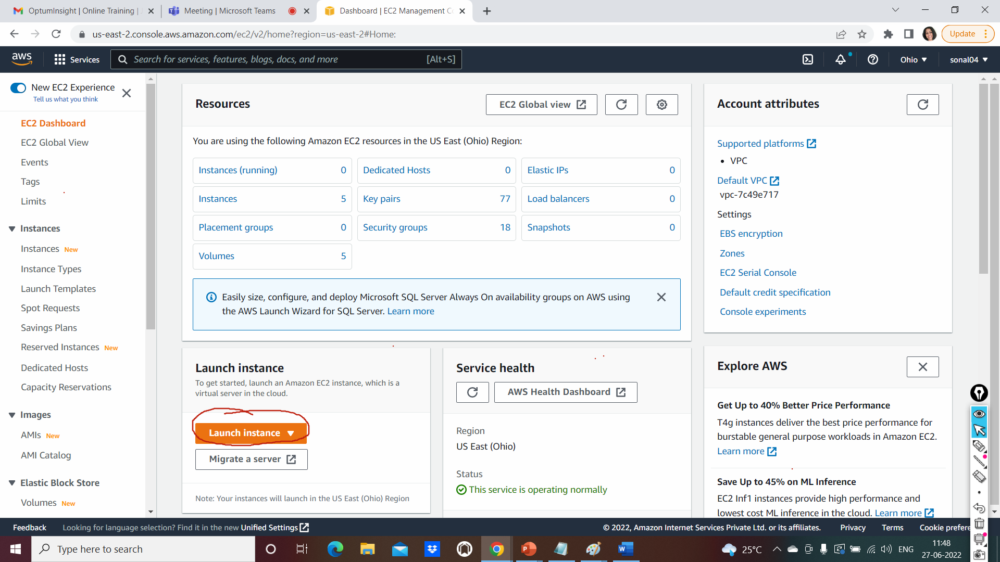 OptumInsight | Online Training |
Meeting | Microsoft Teams
Dashboard | EC2 Management Co
us-east-2.console.aws.amazon.com/ec2/v2/home?region=us-east-2#Home:
Update
aws
Services
Search for services, features, blogs, docs, and more
[Alt+S]
Ohio
sonal04
New EC2 Experience
Tell us what you think
EC2 Dashboard
EC2 Global View
Events
Tags
Limits
Instances
Instances New
Instance Types
Launch Templates
Spot Requests
Savings Plans
Reserved Instances New
Dedicated Hosts
Capacity Reservations
Images
AMIs New
AMI Catalog
Elastic Block Store
Volumes New
Resources
EC2 Global view
You are using the following Amazon EC2 resources in the US East (Ohio) Region:
Instances (running) 0
Dedicated Hosts 0
Elastic IPs 0
Instances 5
Key pairs 77
Load balancers 0
Placement groups 0
Security groups 18
Snapshots 0
Volumes 5
Easily size, configure, and deploy Microsoft SQL Server Always On availability groups on AWS using
the AWS Launch Wizard for SQL Server. Learn more
Launch instance
To get started, launch an Amazon EC2 instance, which is a
virtual server in the cloud.
Launch instance
Migrate a server
Note: Your instances will launch in the US East (Ohio) Region
Service health
AWS Health Dashboard
Region
US East (Ohio)
Status
This service is operating normally
Account attributes
Supported platforms
• VPC
Default VPC
vpc-7c49e717
Settings
EBS encryption
Zones
EC2 Serial Console
Default credit specification
Console experiments
Explore AWS
Get Up to 40% Better Price Performance
T4g instances deliver the best price performance for
burstable general purpose workloads in Amazon EC2.
Learn more
Save Up to 45% on ML Inference
EC2 Inf1 instances provide high performance and
lowest cost ML inference in the cloud. Learn more
Feedback
Looking for language selection? Find it in the new Unified Settings
© 2022, Amazon Internet Services Private Ltd. or its affiliates.
Privacy
Terms
Cookie prefere
Type here to search
25°C
ENG
11:48
27-06-2022